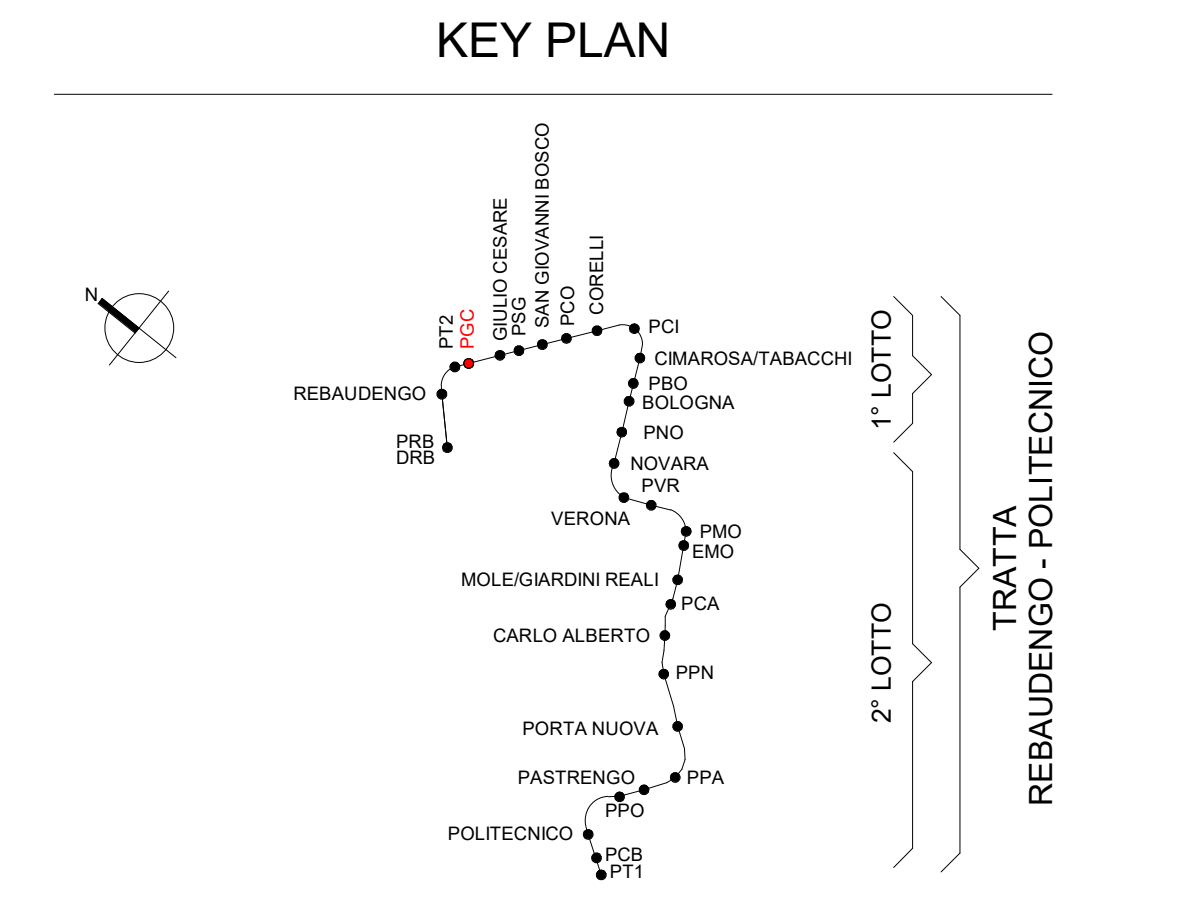 KEY PLAN
N
PT2
PGC
GIULIO CESARE
PSG
SAN GIOVANNI BOSCO
PCO
CORELLI
PCI
CIMAROSA/TABACCHI
REBAUDENGO
PBO
BOLOGNA
PRB
DRB
PNO
NOVARA
PVR
VERONA
PMO
EMO
MOLE/GIARDINI REALI
PCA
CARLO ALBERTO
PPN
PORTA NUOVA
PASTRENGO
PPA
PPO
POLITECNICO
PCB
PT1
1° LOTTO
2° LOTTO
TRATTA
REBAUDENGO - POLITECNICO